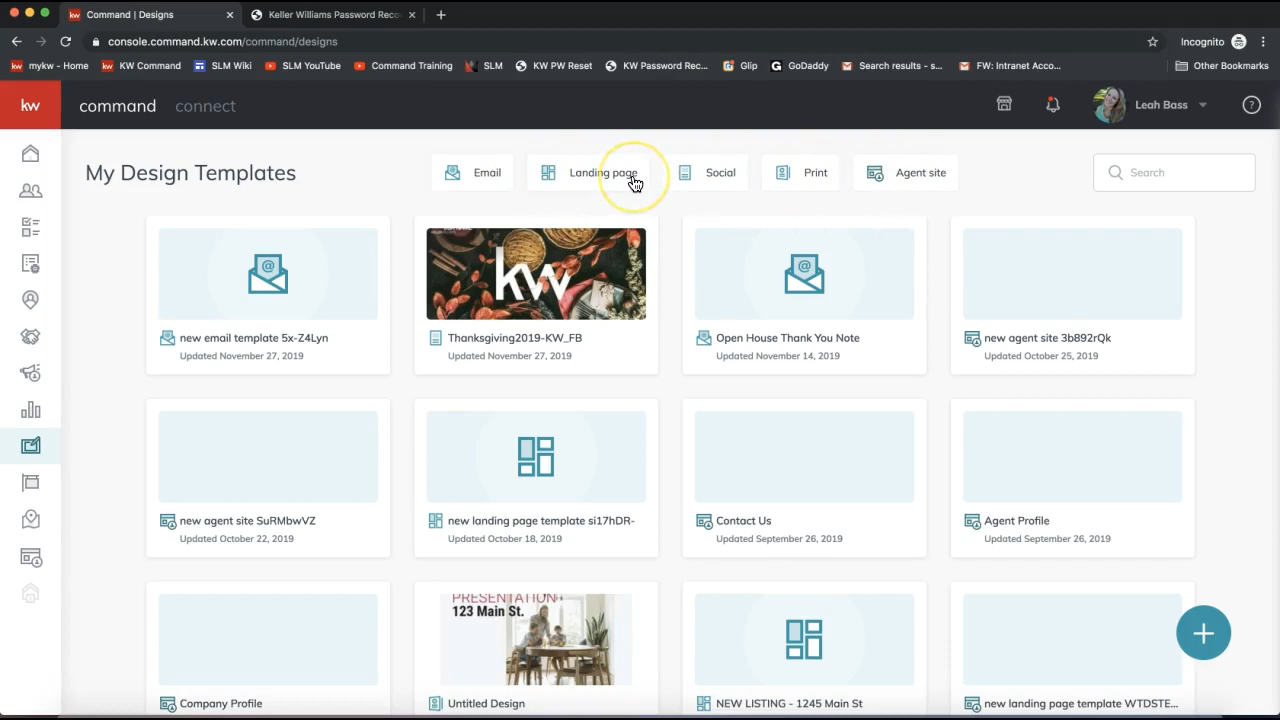 kw Command | Designs
Keller Williams Password Reco
console.command.kw.com/command/designs
Incognito
kw mykw - Home
kw KW Command
SLM Wiki
SLM YouTube
Command Training
SLM
KW PW Reset
KW Password Rec...
Glip
GoDaddy
Search results - s...
FW: Intranet Acco...
Other Bookmarks
kw
command
connect
Leah Bass
?
My Design Templates
Email
Landing page
Social
Print
Agent site
Search
kw
new email template 5x-Z4Lyn
Updated November 27, 2019
Thanksgiving2019-KW_FB
Updated November 27, 2019
Open House Thank You Note
Updated November 14, 2019
new agent site 3b892rQk
Updated October 25, 2019
new agent site SuRMbwVZ
Updated October 22, 2019
new landing page template si17hDR-
Updated October 18, 2019
Contact Us
Updated September 26, 2019
Agent Profile
Updated September 26, 2019
PRESENTATION
123 Main St.
Company Profile
Untitled Design
NEW LISTING - 1245 Main St
new landing page template WTDSTE...